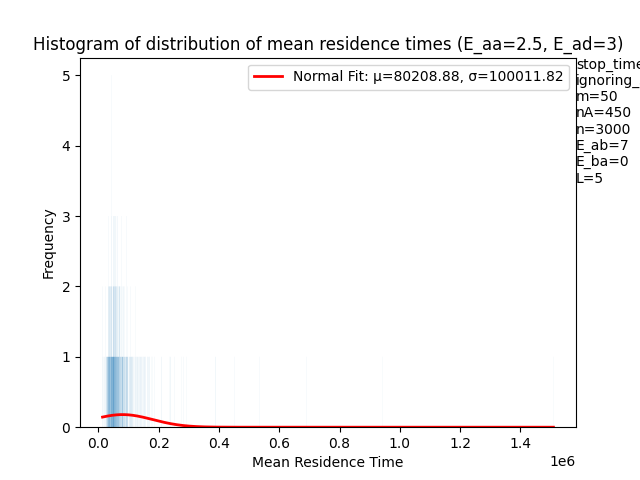 Histogram of distribution of mean residence times (E_aa=2.5, E_ad=3)
Normal Fit: μ=80208.88, σ=100011.82
stop_time
ignoring_
m=50
nA=450
n=3000
E_ab=7
E_ba=0
L=5
Frequency
5
4
3
2
1
0
0.0 0.2 0.4 0.6 0.8 1.0 1.2 1.4
1e6
Mean Residence Time